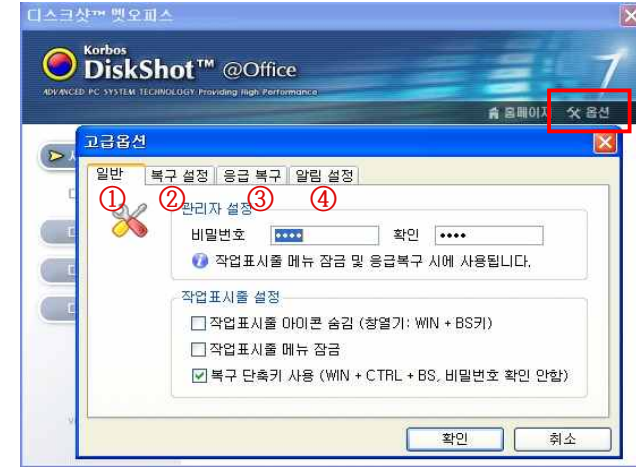 디스크샷™ 앳오피스
Korbos
DiskShot™ @Office
ADVANCED PC SYSTEM TECHNOLOGY Providing High Performance
7
홈페이지 옵션
고급옵션
일반 복구 설정 응급 복구 알림 설정
① ② ③ ④
관리자 설정
비밀번호 •••• 확인 ••••
작업표시줄 메뉴 잠금 및 응급복구 시에 사용됩니다.
작업표시줄 설정
작업표시줄 아이콘 숨김 (창열기: WIN + BS키)
작업표시줄 메뉴 잠금
복구 단축키 사용 (WIN + CTRL + BS, 비밀번호 확인 안함)
확인 취소